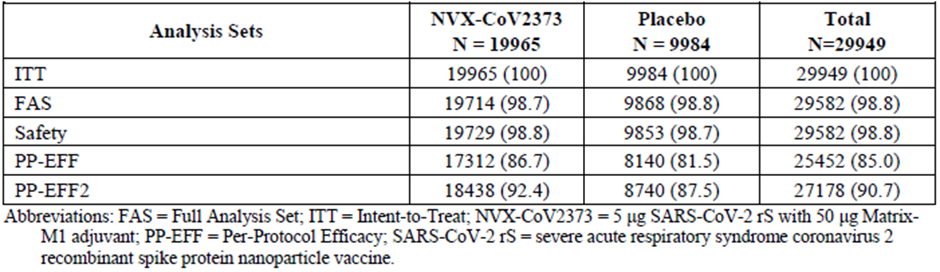 Analysis Sets NVX-CoV2373 N = 19965 Placebo N = 9984 Total N=29949
ITT 19965 (100) 9984 (100) 29949 (100)
FAS 19714 (98.7) 9868 (98.8) 29582 (98.8)
Safety 19729 (98.8) 9853 (98.7) 29582 (98.8)
PP-EFF 17312 (86.7) 8140 (81.5) 25452 (85.0)
PP-EFF2 18438 (92.4) 8740 (87.5) 27178 (90.7)
Abbreviations: FAS = Full Analysis Set; ITT = Intent-to-Treat; NVX-CoV2373 = 5 µg SARS-CoV-2 rS with 50 µg Matrix-
M1 adjuvant; PP-EFF = Per-Protocol Efficacy; SARS-CoV-2 rS = severe acute respiratory syndrome coronavirus 2
recombinant spike protein nanoparticle vaccine.